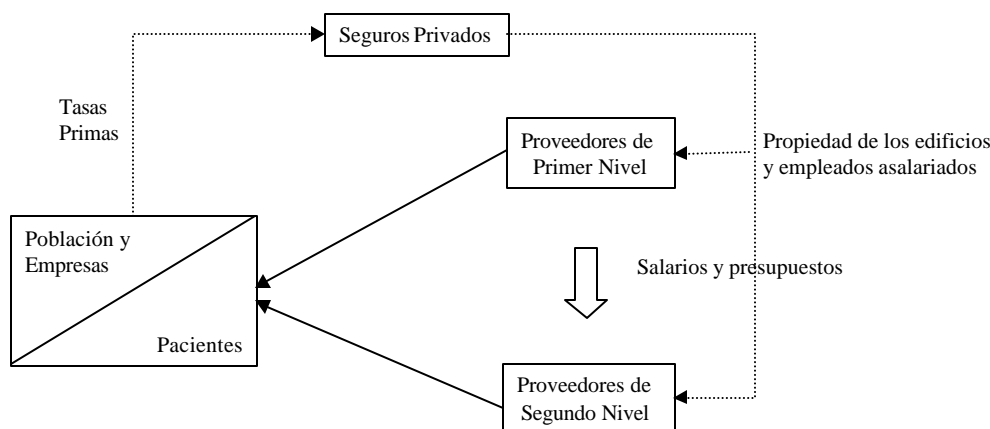 Seguros Privados
Tasas
Primas
Proveedores de
Primer Nivel
Propiedad de los edificios
y empleados asalariados
Población y
Empresas
Salarios y presupuestos
Pacientes
Proveedores de
Segundo Nivel